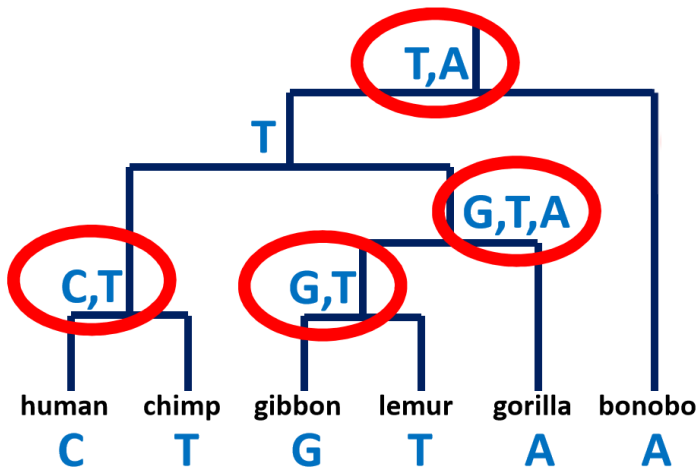 T,A
T
G,T,A
C,T
G,T
human chimp gibbon lemur gorilla bonobo
C T G T A A